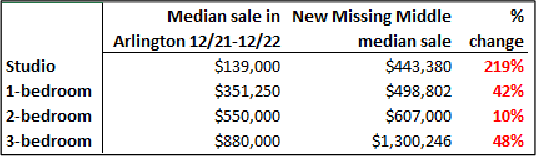 Median sale in New Missing Middle %
Arlington 12/21-12/22 median sale change
Studio $139,000 $443,380 219%
1-bedroom $351,250 $498,802 42%
2-bedroom $550,000 $607,000 10%
3-bedroom $880,000 $1,300,246 48%